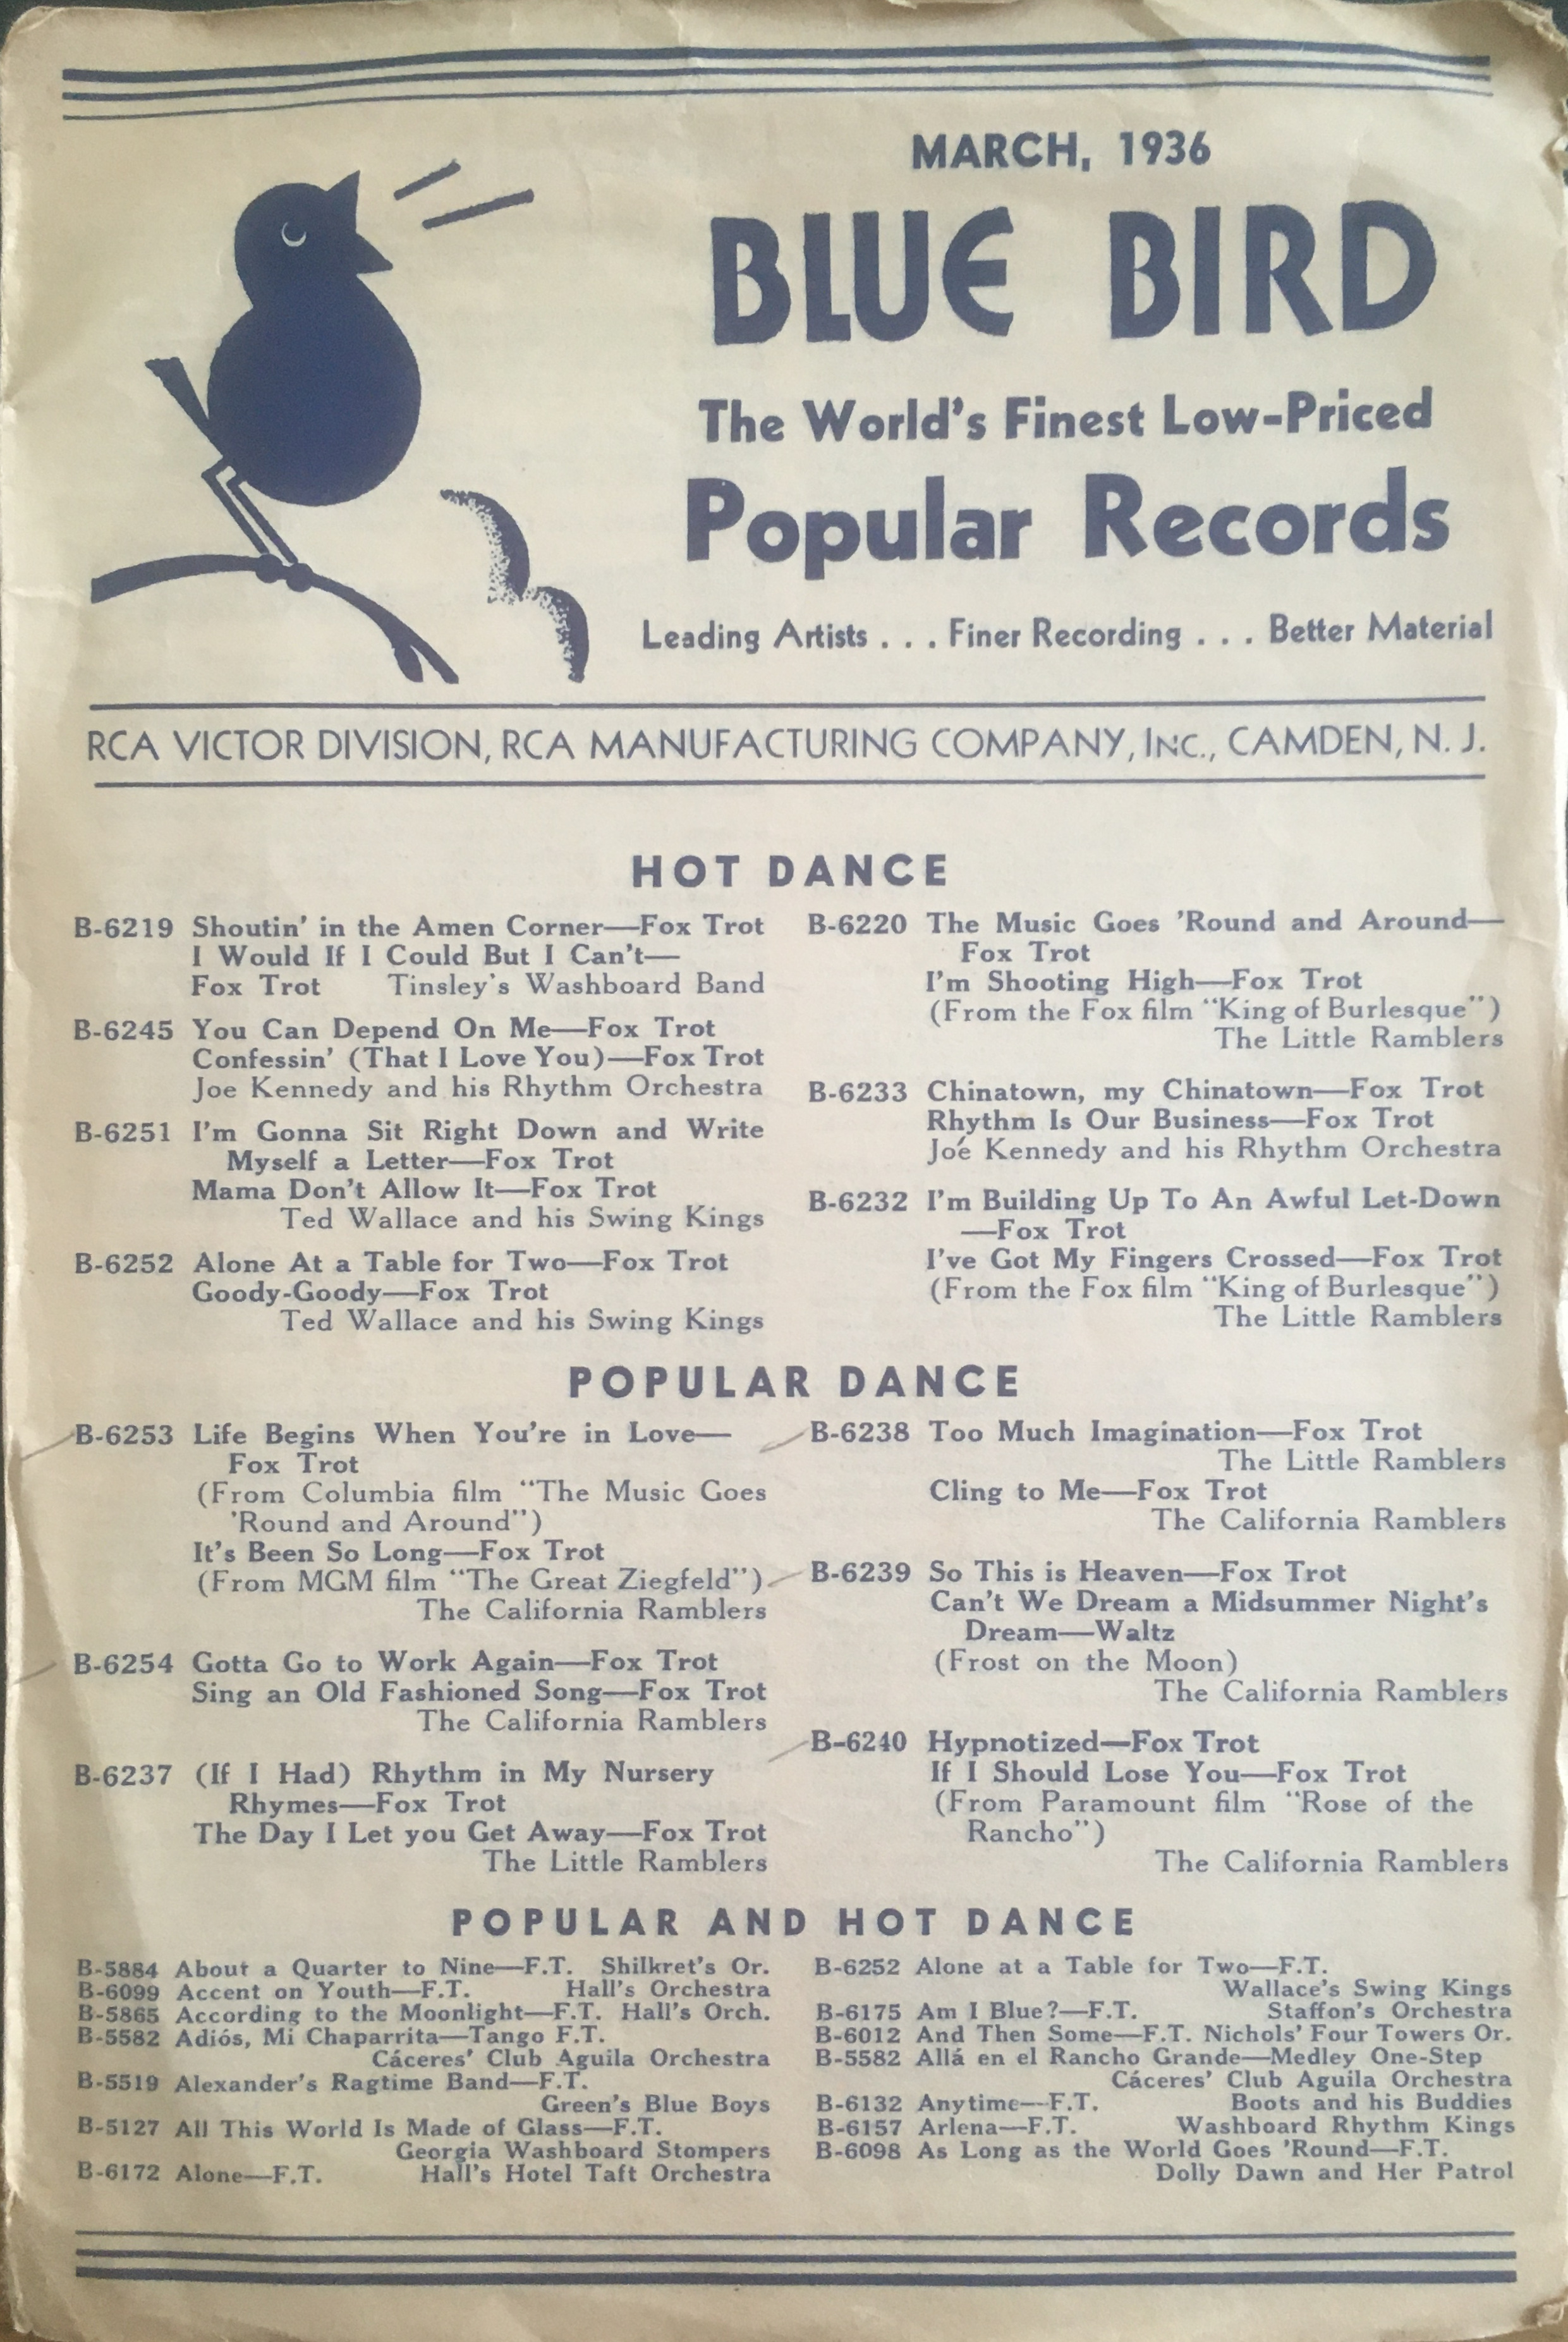 MARCH, 1936
BLUE BIRD
The World's Finest Low-Priced
Popular Records
Leading Artists . . . Finer Recording . . . Better Material
RCA VICTOR DIVISION, RCA MANUFACTURING COMPANY, INC., CAMDEN, N. J.
HOT DANCE
B-6219 Shoutin' in the Amen Corner—Fox Trot
I Would If I Could But I Can't—
Fox Trot Tinsley's Washboard Band
B-6245 You Can Depend On Me—Fox Trot
Confessin' (That I Love You)—Fox Trot
Joe Kennedy and his Rhythm Orchestra
B-6251 I'm Gonna Sit Right Down and Write
Myself a Letter—Fox Trot
Mama Don't Allow It—Fox Trot
Ted Wallace and his Swing Kings
B-6252 Alone At a Table for Two—Fox Trot
Goody-Goody—Fox Trot
Ted Wallace and his Swing Kings
B-6220 The Music Goes 'Round and Around—
Fox Trot
I'm Shooting High—Fox Trot
(From the Fox film "King of Burlesque")
The Little Ramblers
B-6233 Chinatown, my Chinatown—Fox Trot
Rhythm Is Our Business—Fox Trot
Joe Kennedy and his Rhythm Orchestra
B-6232 I'm Building Up To An Awful Let-Down
—Fox Trot
I've Got My Fingers Crossed—Fox Trot
(From the Fox film "King of Burlesque")
The Little Ramblers
POPULAR DANCE
B-6253 Life Begins When You're in Love—
Fox Trot
(From Columbia film "The Music Goes
'Round and Around")
It's Been So Long—Fox Trot
(From MGM film "The Great Ziegfeld")
The California Ramblers
B-6254 Gotta Go to Work Again—Fox Trot
Sing an Old Fashioned Song—Fox Trot
The California Ramblers
B-6237 (If I Had) Rhythm in My Nursery
Rhymes—Fox Trot
The Day I Let you Get Away—Fox Trot
The Little Ramblers
B-6238 Too Much Imagination—Fox Trot
The Little Ramblers
Cling to Me—Fox Trot
The California Ramblers
B-6239 So This is Heaven—Fox Trot
Can't We Dream a Midsummer Night's
Dream—Waltz
(Frost on the Moon)
The California Ramblers
B-6240 Hypnotized—Fox Trot
If I Should Lose You—Fox Trot
(From Paramount film "Rose of the
Rancho")
The California Ramblers
POPULAR AND HOT DANCE
B-5884 About a Quarter to Nine—F.T. Shilkret's Or.
B-6099 Accent on Youth—F.T. Hall's Orchestra
B-5865 According to the Moonlight—F.T. Hall's Orch.
B-5582 Adiós, Mi Chaparrita—Tango F.T.
Cáceres' Club Aguila Orchestra
B-5519 Alexander's Ragtime Band—F.T.
Green's Blue Boys
B-5127 All This World Is Made of Glass—F.T.
Georgia Washboard Stompers
B-6172 Alone—F.T. Hall's Hotel Taft Orchestra
B-6252 Alone at a Table for Two—F.T.
Wallace's Swing Kings
B-6175 Am I Blue?—F.T. Staffon's Orchestra
B-6012 And Then Some—F.T. Nichols' Four Towers Or.
B-5582 Allá en el Rancho Grande—Medley One-Step
Cáceres' Club Aguila Orchestra
B-6132 Anytime—F.T. Boots and his Buddies
B-6157 Arlena—F.T. Washboard Rhythm Kings
B-6098 As Long as the World Goes 'Round—F.T.
Dolly Dawn and Her Patrol